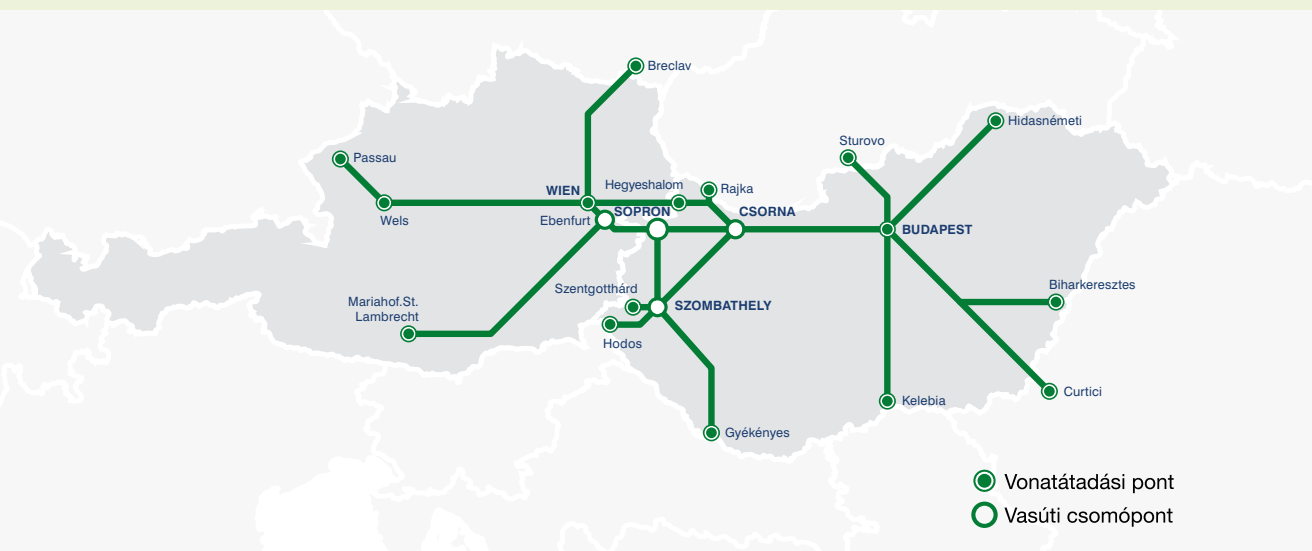 Breclav
Hidasnémeti
Sturovo
Passau
WIEN
Hegyeshalom
Rajka
Wels
Ebenfurt
SOPRON
CSORNA
BUDAPEST
Szentgotthárd
Biharkeresztes
Mariahof.St.
Lambrecht
SZOMBATHELY
Hodos
Curtici
Kelebia
Gyékényes
Vonatátadási pont
Vasúti csomópont